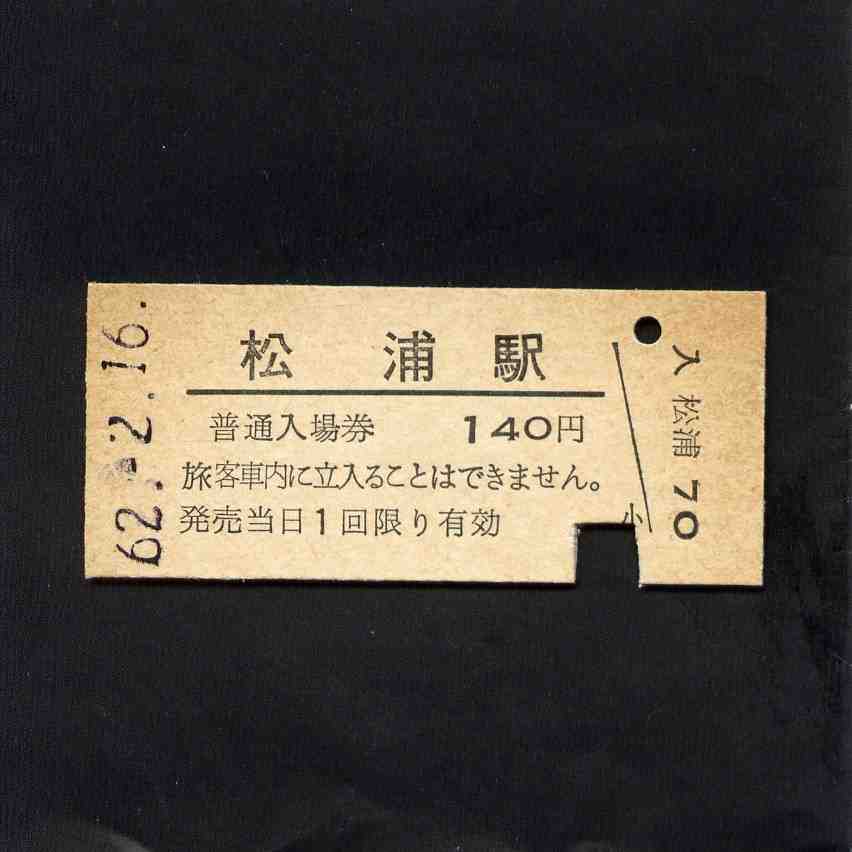 62.-2.16.
松浦駅
普通入場券 140円
旅客車内に立入ることはできません。
発売当日1回限り有効
小
入 松浦 70